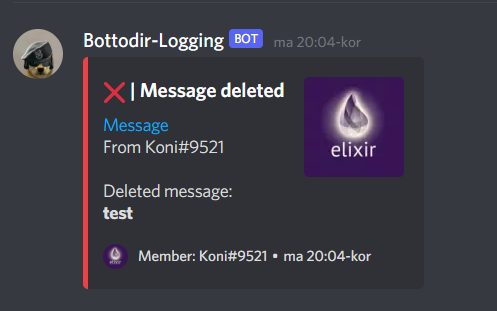 Bottodir-Logging BOT ma 20:04-kor
❌ | Message deleted
elixir
Message
From Koni#9521
Deleted message:
test
Member: Koni#9521 • ma 20:04-kor